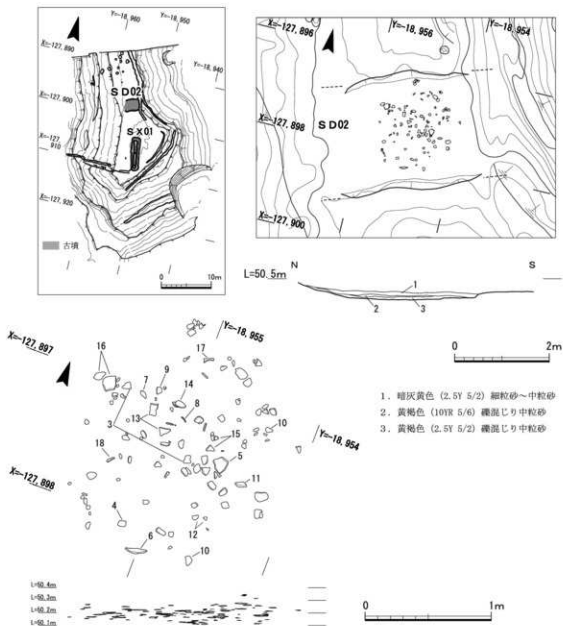 Y=-18,960
Y=-18,950
X=-127,890
Y=-18,940
X=-127,900
SD02
SX01
X=-127,910
X=-127,920
古墳
0
10m
X=-127,896
Y=-18,956
Y=-18,954
X=-127,898
SD02
X=-127,900
L=50.5m
N
S
1
2
3
0
2m
1. 暗灰黄色 (2.5Y 5/2) 細粒砂～中粒砂
2. 黄褐色 (10YR 5/6) 礫混じり中粒砂
3. 黄褐色 (2.5Y 5/2) 礫混じり中粒砂
X=-127,897
Y=-18,955
16
17
9
7
14
8
3
13
10
Y=-18,954
15
5
18
11
X=-127,898
4
12
6
10
L=50.4m
L=50.3m
L=50.2m
L=50.1m
0
1m